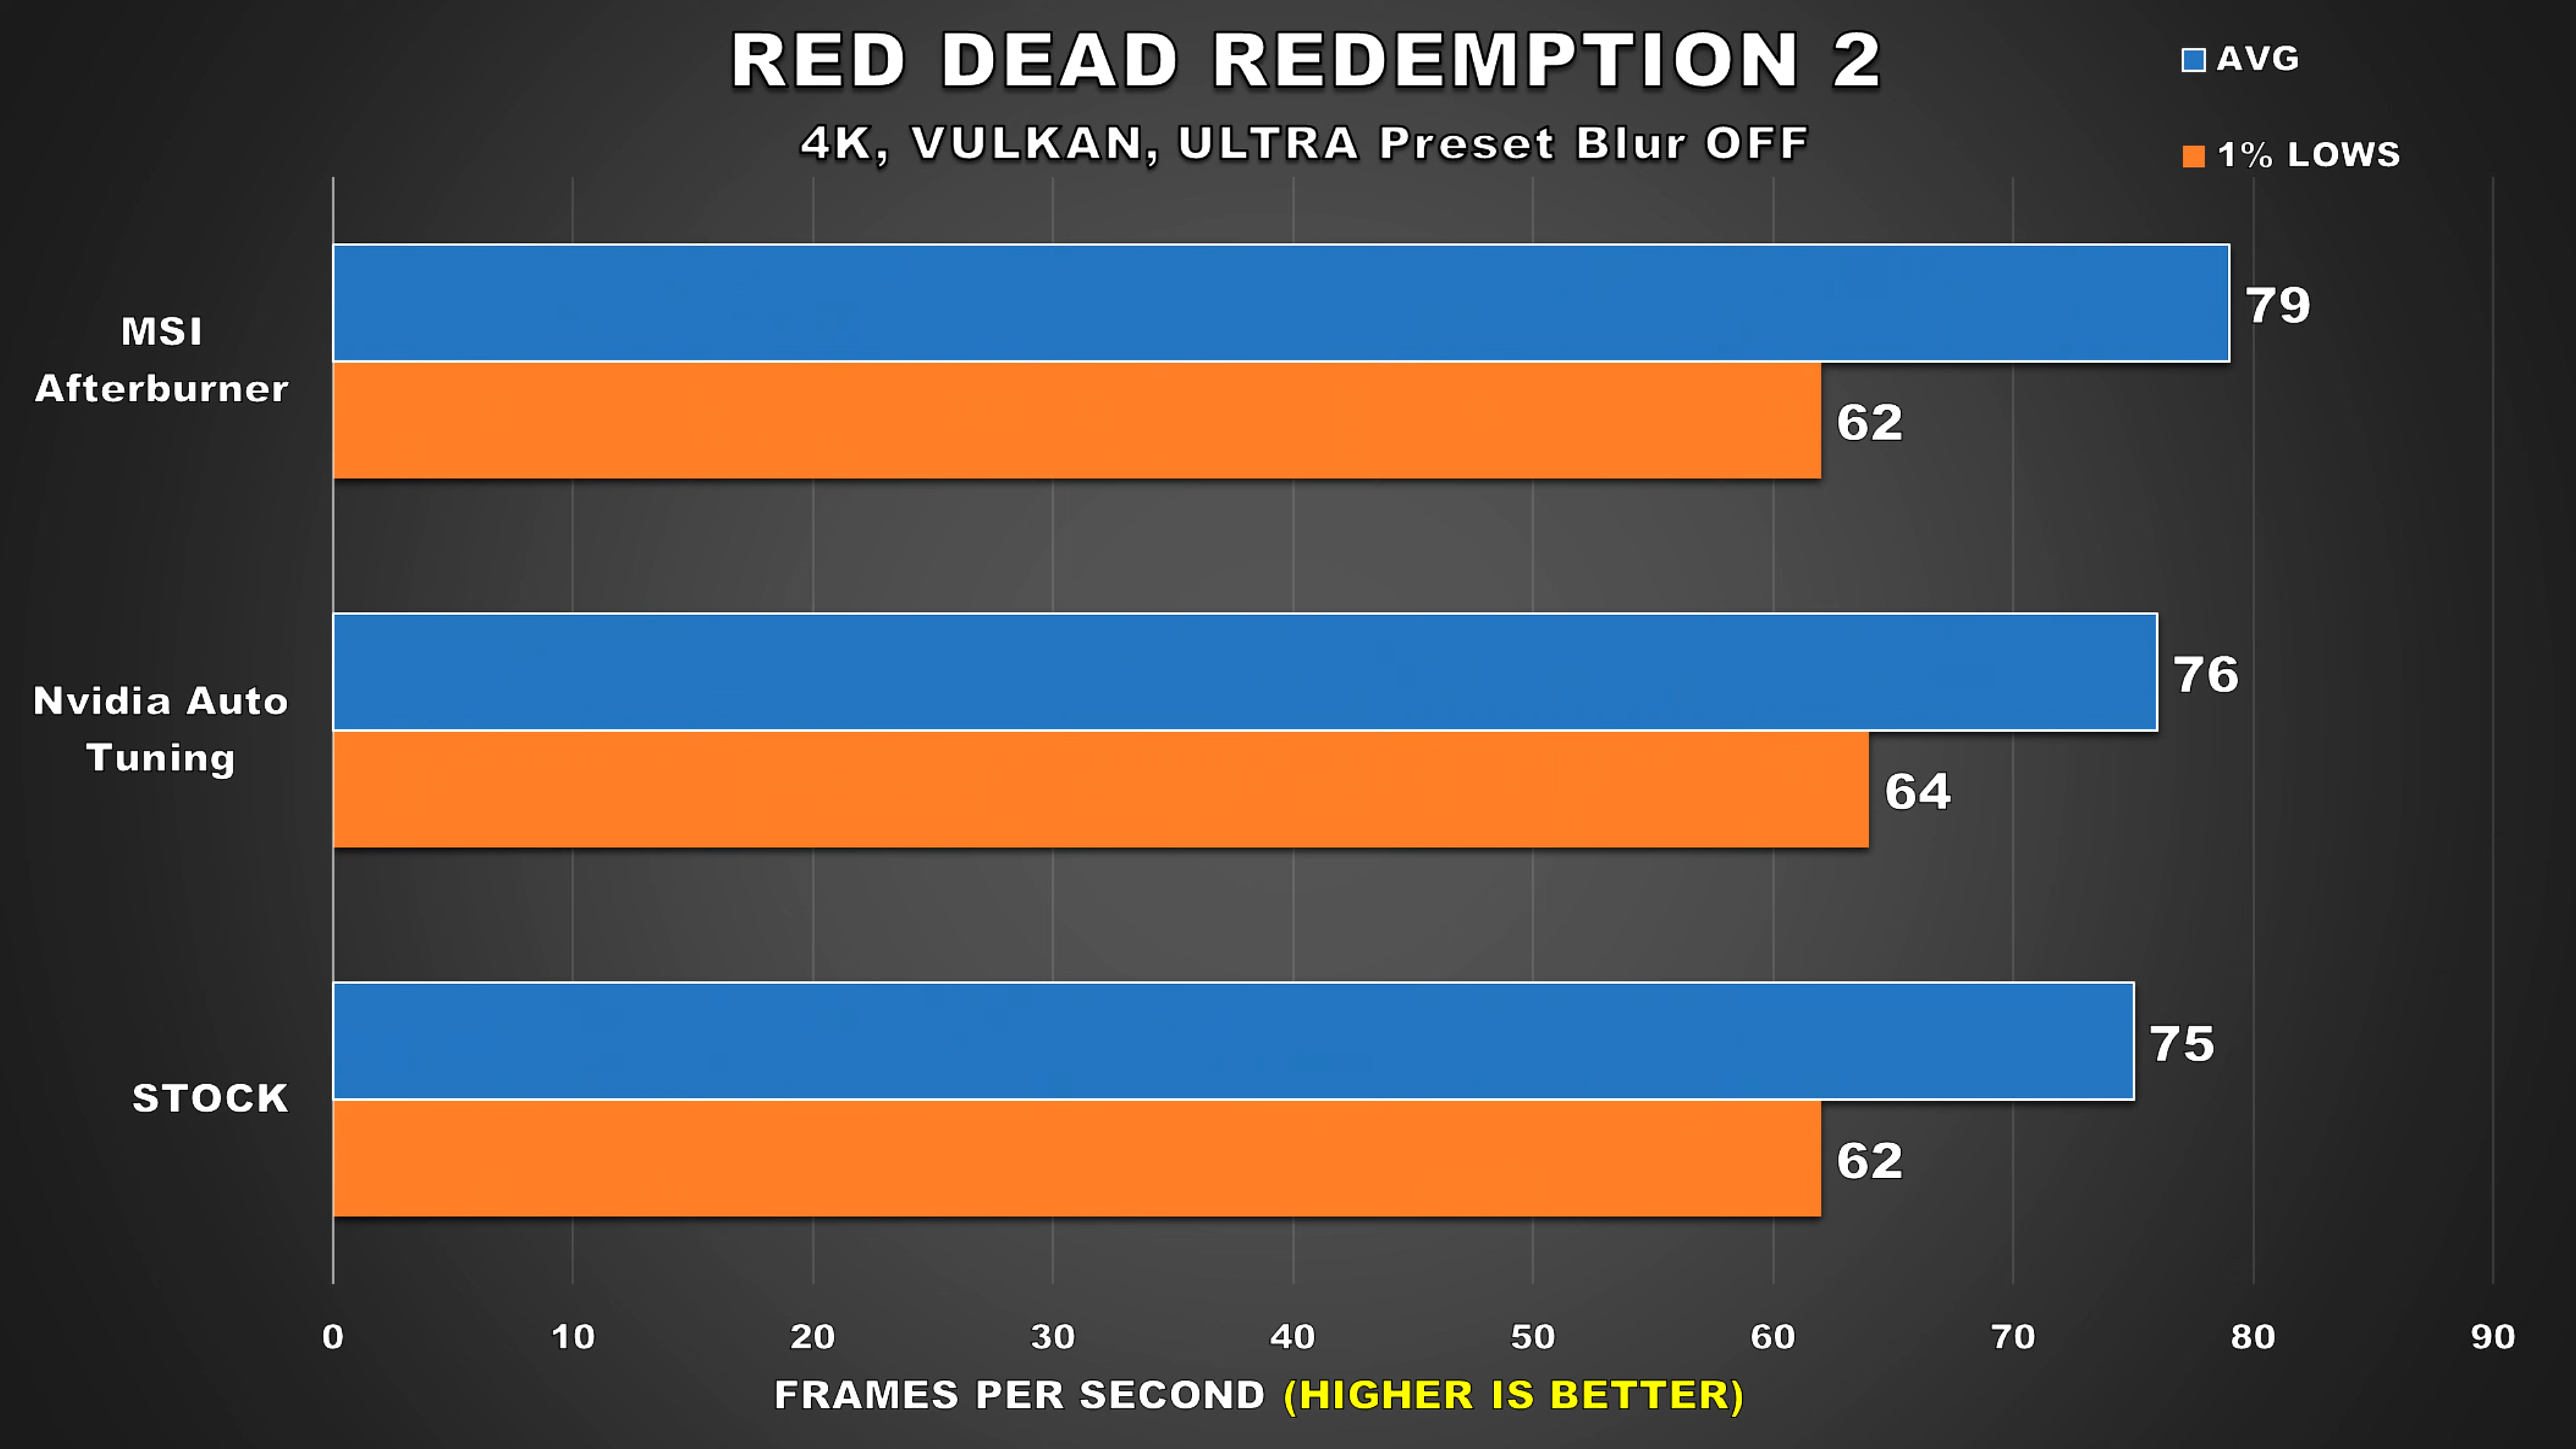 RED DEAD REDEMPTION 2
4K, VULKAN, ULTRA Preset Blur OFF
AVG
1% LOWS
MSI
Afterburner
79
62
Nvidia Auto
Tuning
76
64
STOCK
75
62
0 10 20 30 40 50 60 70 80 90
FRAMES PER SECOND (HIGHER IS BETTER)